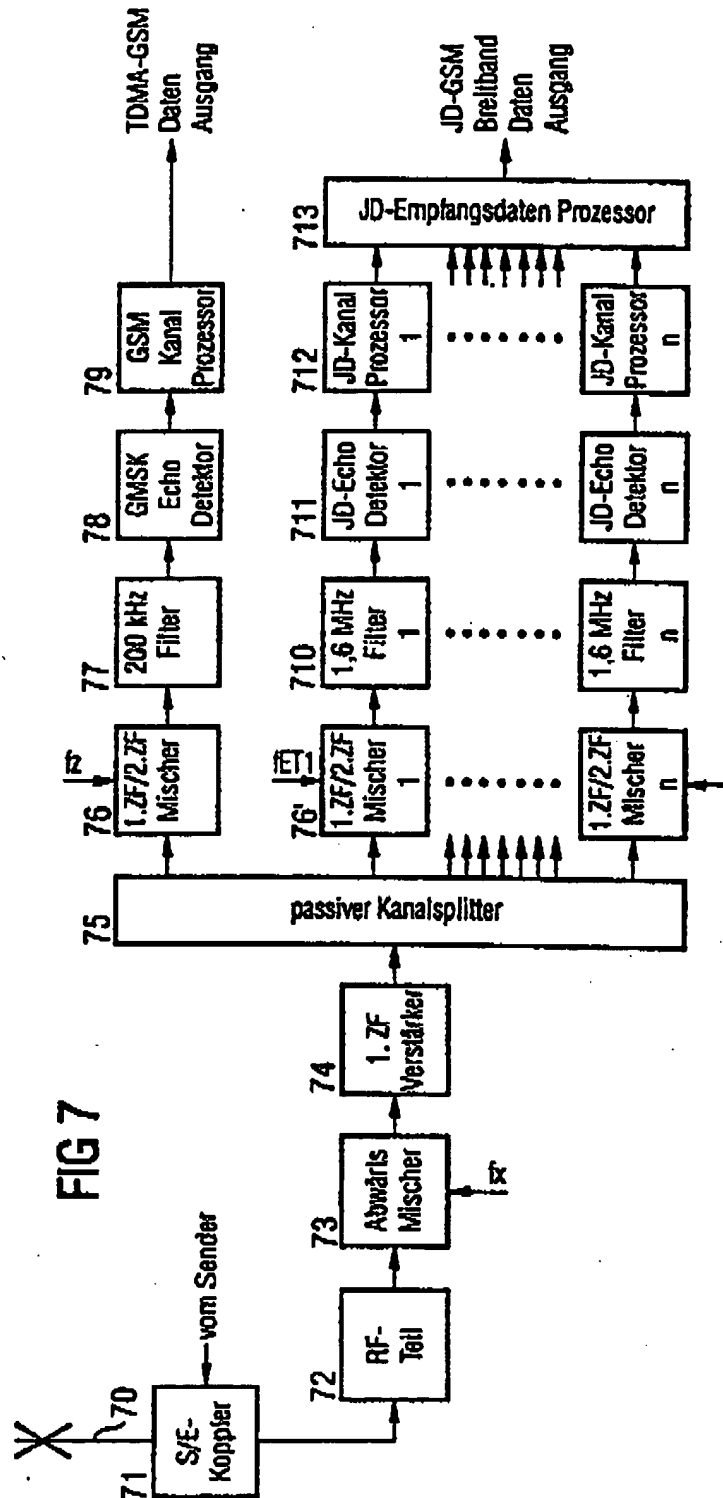 FIG 7
70
71
S/E-
Koppler
vom Sender
72
RF-
Teil
73
Abwärts
Mischer
fx
74
1. ZF
Verstärker
75
passiver Kanalsplitter
76
1.ZF/2.ZF
Mischer
fz
77
200 kHz
Filter
78
GMSK
Echo
Detektor
79
GSM
Kanal
Prozessor
TDMA-GSM
Daten
Ausgang
76'
1.ZF/2.ZF
Mischer
1
fET1
710
1,6 MHz
Filter
1
711
JD-Echo
Detektor
1
712
JD-Kanal
Prozessor
1
713
JD-Empfangsdaten Prozessor
JD-GSM
Breitband
Daten
Ausgang
1.ZF/2.ZF
Mischer
n
1,6 MHz
Filter
n
JD-Echo
Detektor
n
JD-Kanal
Prozessor
n